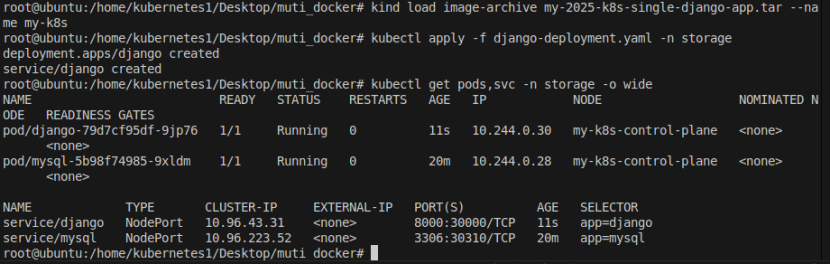 root@ubuntu:/home/kubernetes1/Desktop/muti_docker# kind load image-archive my-2025-k8s-single-django-app.tar --na
me my-k8s
root@ubuntu:/home/kubernetes1/Desktop/muti_docker# kubectl apply -f django-deployment.yaml -n storage
deployment.apps/django created
service/django created
root@ubuntu:/home/kubernetes1/Desktop/muti_docker# kubectl get pods,svc -n storage -o wide
NAME                         READY   STATUS    RESTARTS   AGE   IP            NODE                   NOMINATED N
ODE   READINESS GATES
pod/django-79d7cf95df-9jp76   1/1     Running   0          11s   10.244.0.30   my-k8s-control-plane   <none>
      <none>
pod/mysql-5b98f74985-9xldm    1/1     Running   0          20m   10.244.0.28   my-k8s-control-plane   <none>
      <none>
NAME             TYPE       CLUSTER-IP     EXTERNAL-IP   PORT(S)          AGE   SELECTOR
service/django   NodePort   10.96.43.31    <none>        8000:30000/TCP   11s   app=django
service/mysql    NodePort   10.96.223.52   <none>        3306:30310/TCP   20m   app=mysql
root@ubuntu:/home/kubernetes1/Desktop/muti_docker#